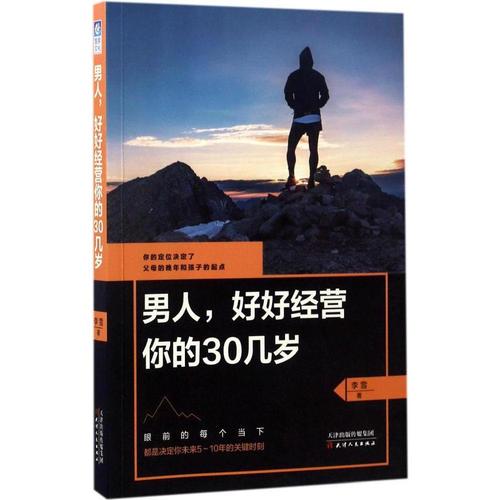 男人，好好经营你的30几岁
李雪
著
你的定位决定了
父母的晚年和孩子的起点
男人，好好经营
你的30几岁
李雪
著
眼前的每个当下
都是决定你未来5~10年的关键时刻
天津出版传媒集团
天津人民出版社